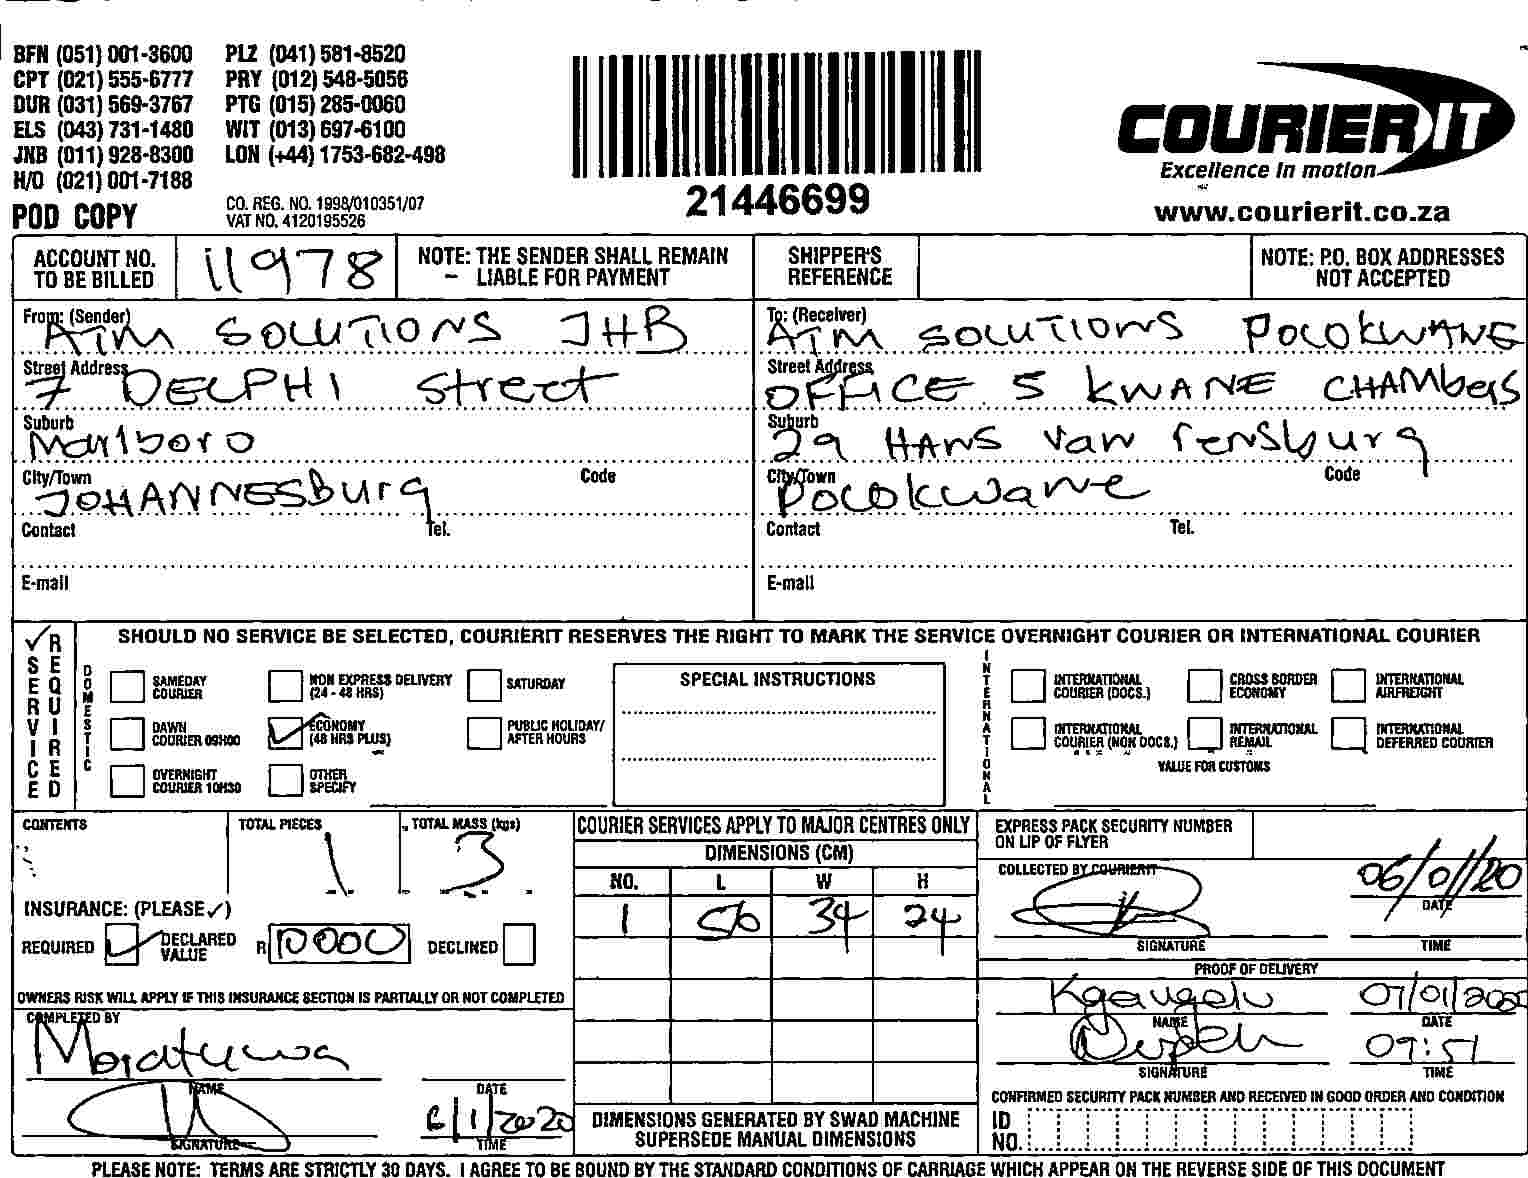 BFN (051) 001-3600 PLZ (041) 581-8520
CPT (021) 555-6777 PRY (012) 548-5056
DUR (031) 569-3767 PTG (015) 285-0060
ELS (043) 731-1480 WIT (013) 697-6100
JNB (011) 928-8300 LON (+44) 1753-682-498
H/O (021) 001-7188
POD COPY
CO. REG. NO. 1998/010351/07
VAT NO. 4120195526
21446699
COURIER IT
Excellence in motion
www.courierit.co.za
ACCOUNT NO. TO BE BILLED
11978
NOTE: THE SENDER SHALL REMAIN
– LIABLE FOR PAYMENT
SHIPPER'S REFERENCE
NOTE: P.O. BOX ADDRESSES
NOT ACCEPTED
From: (Sender)
ATM SOLUTIONS JHB
Street Address
7 DELPHI Street
Suburb
Marlboro
City/Town Code
JOHANNESBurg
Contact Tel.
E-mail
To: (Receiver)
ATM SOLUTIONS POLOKWANE
Street Address
OFFICE 5 KWANE CHAMbers
Suburb
29 HANS Van rensburg
City/Town Code
POLOKwane
Contact Tel.
E-mail
SERVICE REQUIRED
SHOULD NO SERVICE BE SELECTED, COURIERIT RESERVES THE RIGHT TO MARK THE SERVICE OVERNIGHT COURIER OR INTERNATIONAL COURIER
DOMESTIC
SAMEDAY COURIER
NON EXPRESS DELIVERY (24 - 48 HRS)
SATURDAY
DAWN COURIER 09H00
ECONOMY (48 HRS PLUS)
PUBLIC HOLIDAY/ AFTER HOURS
OVERNIGHT COURIER 10H30
OTHER SPECIFY
SPECIAL INSTRUCTIONS
INTERNATIONAL
INTERNATIONAL COURIER (DOCS.)
CROSS BORDER ECONOMY
INTERNATIONAL AIRFREIGHT
INTERNATIONAL COURIER (NON DOCS.)
INTERNATIONAL REMAIL
INTERNATIONAL DEFERRED COURIER
VALUE FOR CUSTOMS
CONTENTS
TOTAL PIECES
1
TOTAL MASS (kgs)
3
INSURANCE: (PLEASE ✓)
REQUIRED
DECLARED VALUE
R 10000
DECLINED
OWNERS RISK WILL APPLY IF THIS INSURANCE SECTION IS PARTIALLY OR NOT COMPLETED
COMPLETED BY
NAME DATE
6/1/2020
SIGNATURE TIME
COURIER SERVICES APPLY TO MAJOR CENTRES ONLY
DIMENSIONS (CM)
NO. L W H
1 56 34 24
DIMENSIONS GENERATED BY SWAD MACHINE
SUPERSEDE MANUAL DIMENSIONS
EXPRESS PACK SECURITY NUMBER
ON LIP OF FLYER
COLLECTED BY COURIERIT
06/01/20
DATE
SIGNATURE TIME
PROOF OF DELIVERY
07/01/2020
NAME DATE
09:51
SIGNATURE TIME
CONFIRMED SECURITY PACK NUMBER AND RECEIVED IN GOOD ORDER AND CONDITION
ID NO.
PLEASE NOTE: TERMS ARE STRICTLY 30 DAYS. I AGREE TO BE BOUND BY THE STANDARD CONDITIONS OF CARRIAGE WHICH APPEAR ON THE REVERSE SIDE OF THIS DOCUMENT